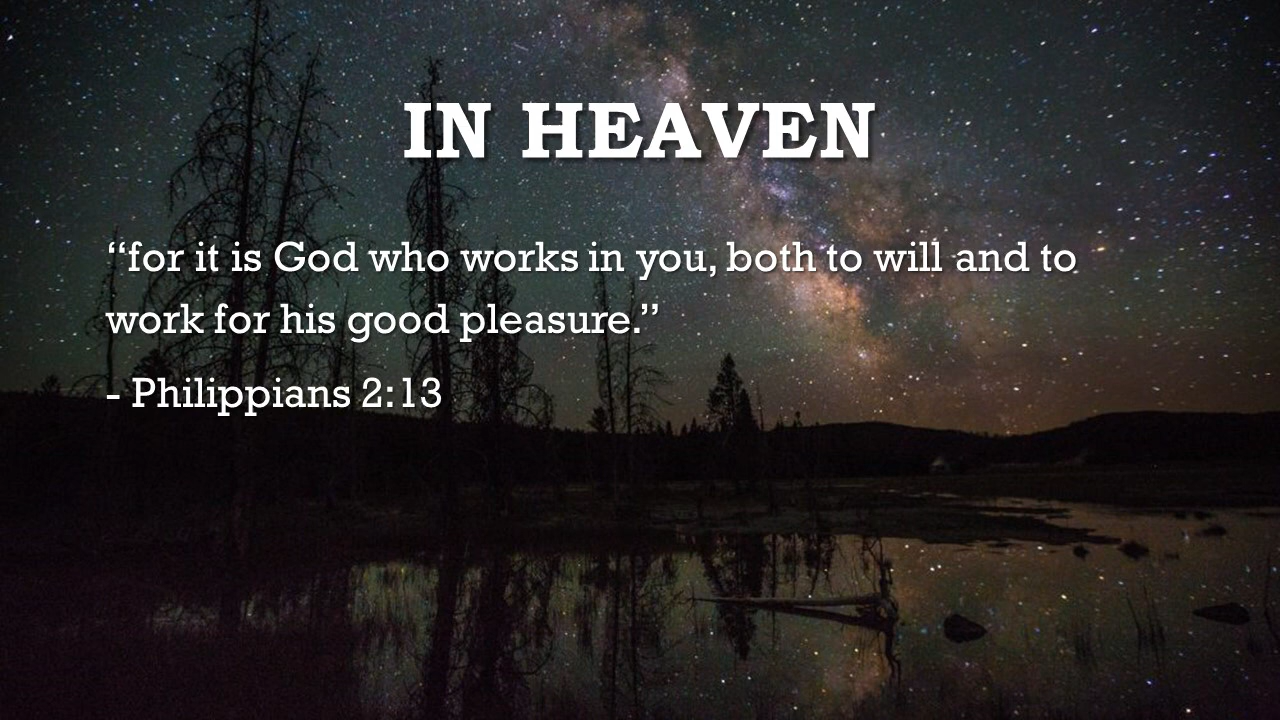 IN HEAVEN
“for it is God who works in you, both to will and to
work for his good pleasure.”
- Philippians 2:13